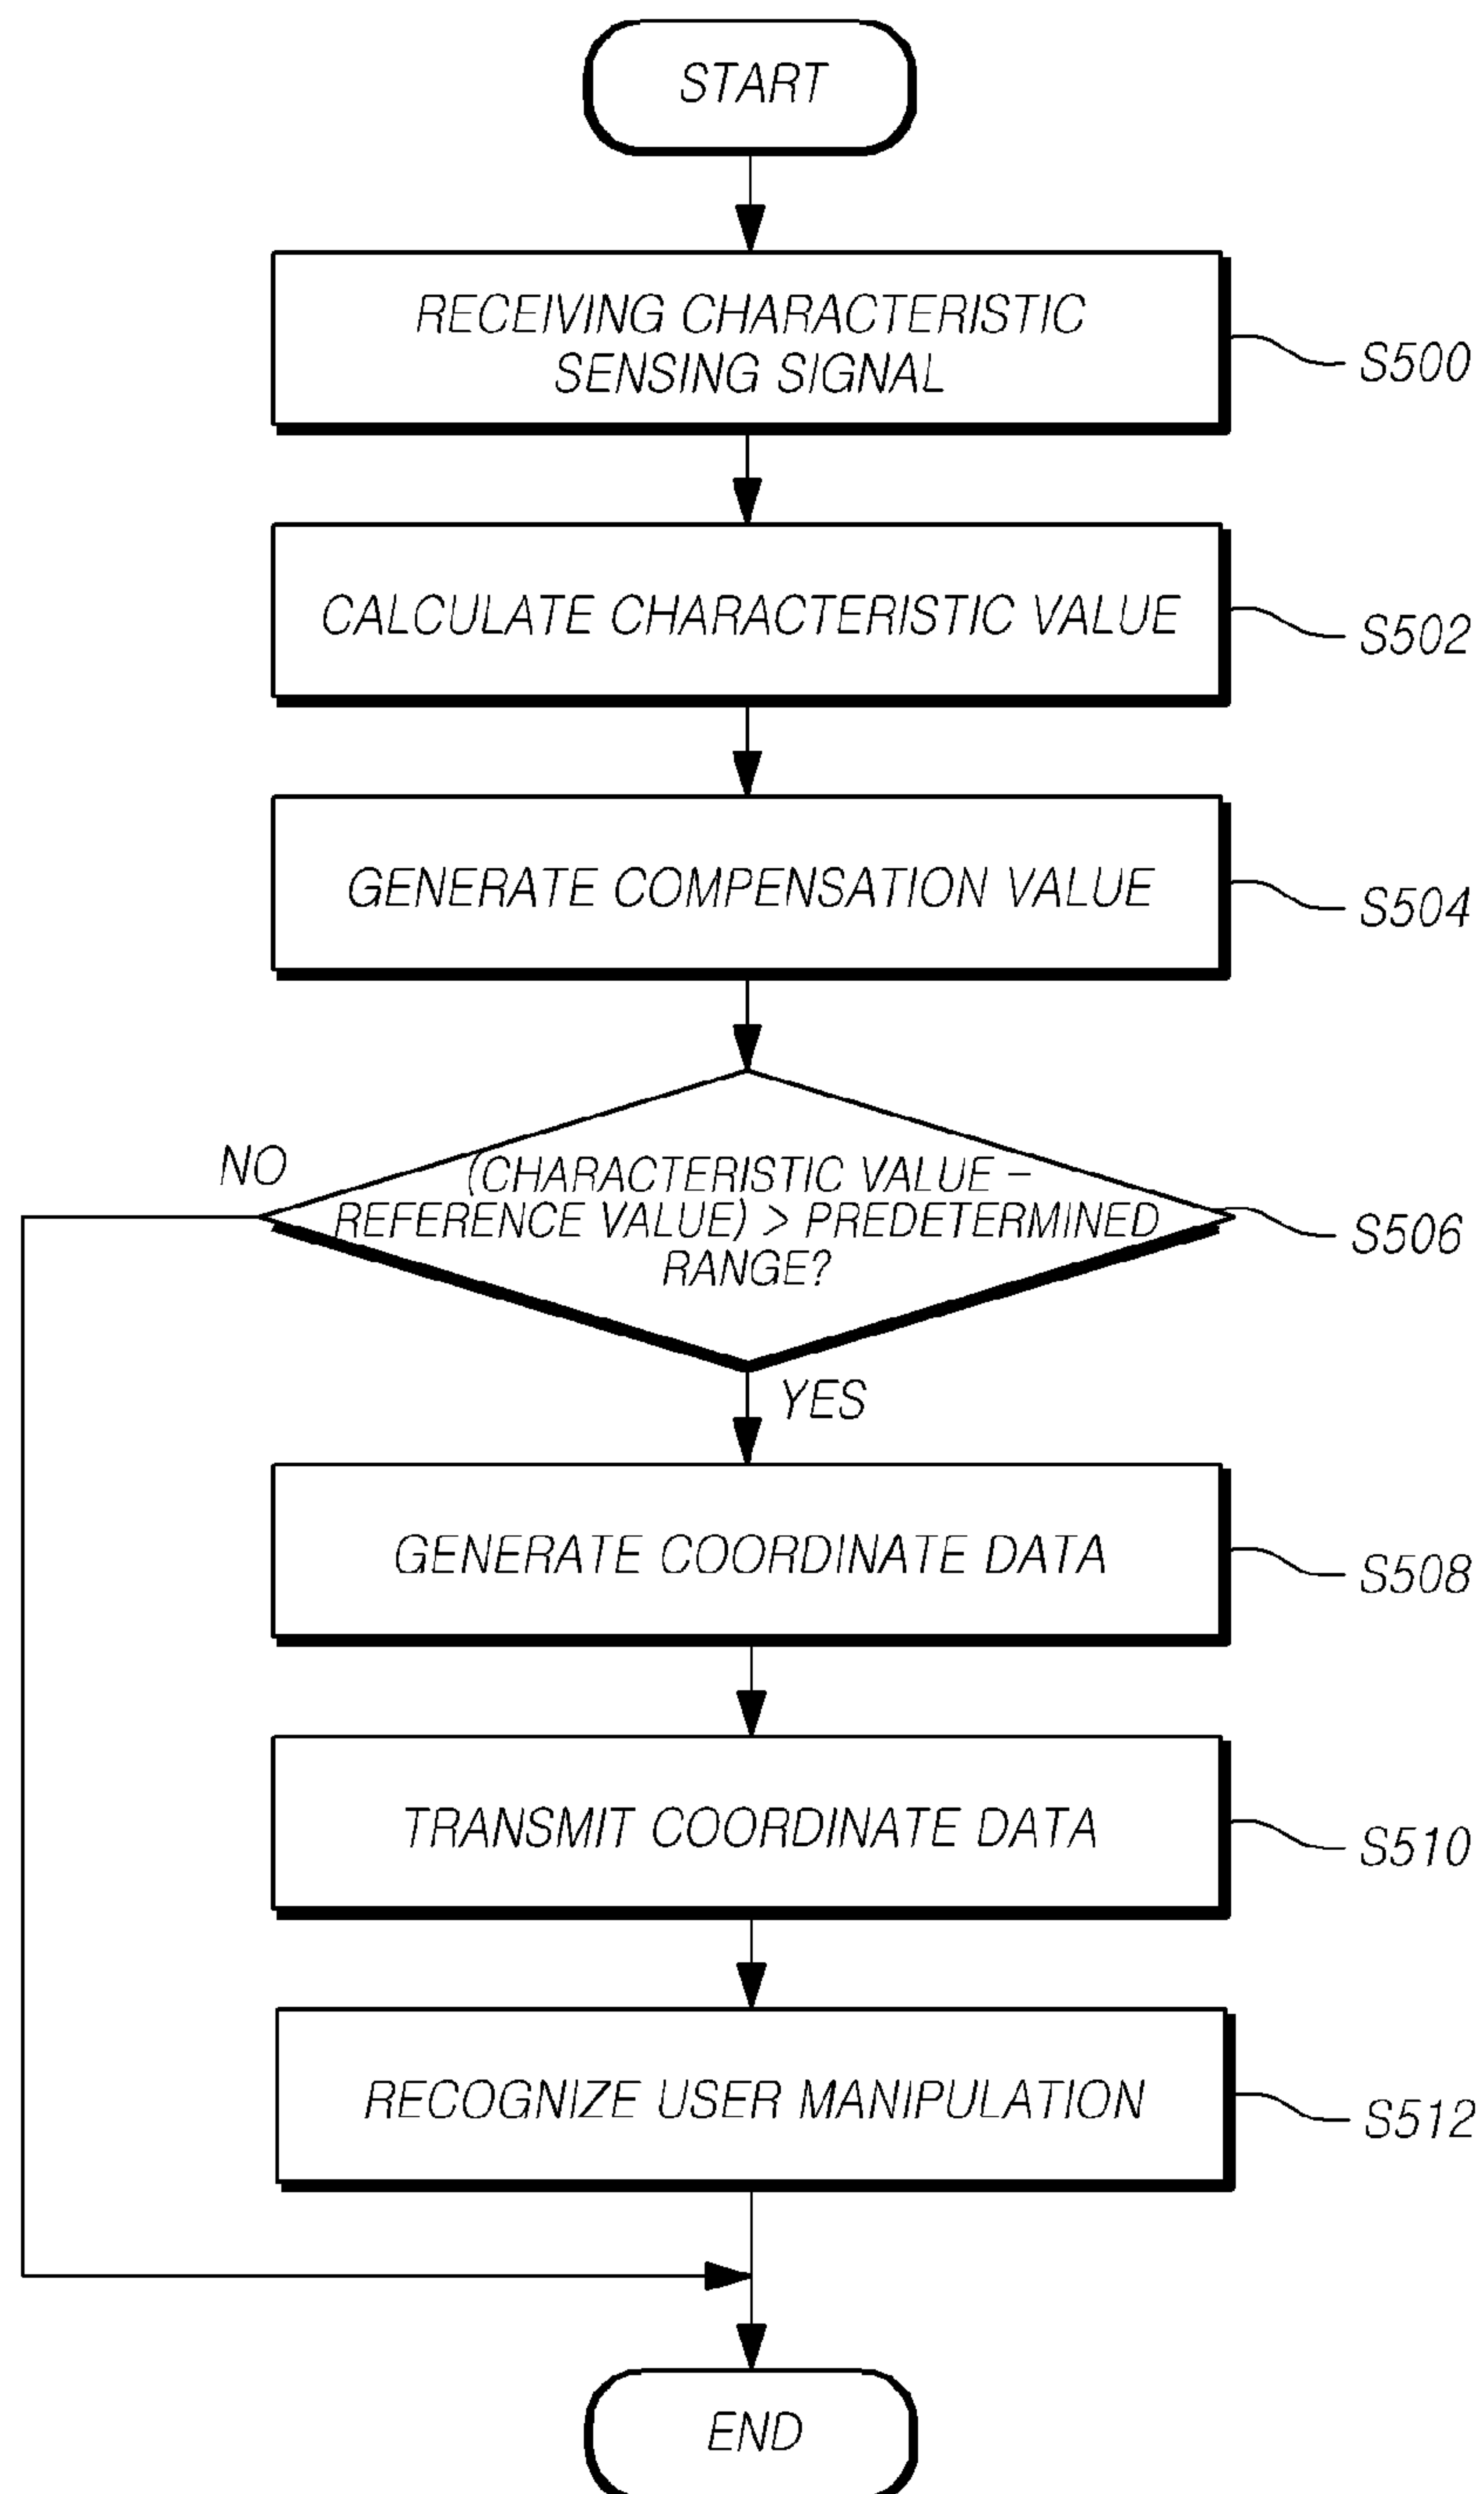 START
RECEIVING CHARACTERISTIC
SENSING SIGNAL
S500
CALCULATE CHARACTERISTIC VALUE
S502
GENERATE COMPENSATION VALUE
S504
NO
(CHARACTERISTIC VALUE –
REFERENCE VALUE) > PREDETERMINED
RANGE?
S506
YES
GENERATE COORDINATE DATA
S508
TRANSMIT COORDINATE DATA
S510
RECOGNIZE USER MANIPULATION
S512
END